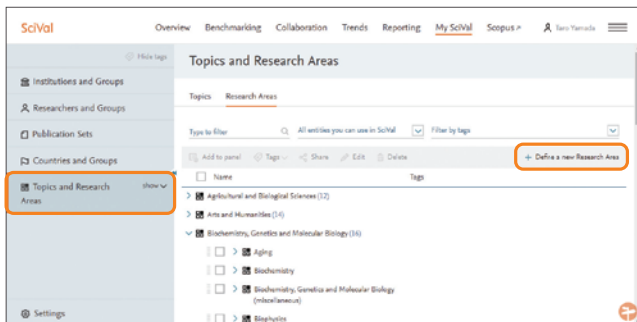 SciVal
Overview Benchmarking Collaboration Trends Reporting My SciVal Scopus↗ Taro Yamada
Hide tags
Topics and Research Areas
Institutions and Groups
Topics Research Areas
Researchers and Groups
Publication Sets
Type to filter All entities you can use in SciVal Filter by tags
Countries and Groups
Add to panel Tags Share Edit Delete + Define a new Research Area
Topics and Research Areas show
Name Tags
Agricultural and Biological Sciences (12)
Arts and Humanities (14)
Biochemistry, Genetics and Molecular Biology (16)
Aging
Biochemistry
Biochemistry, Genetics and Molecular Biology
(miscellaneous)
Settings
Biophysics